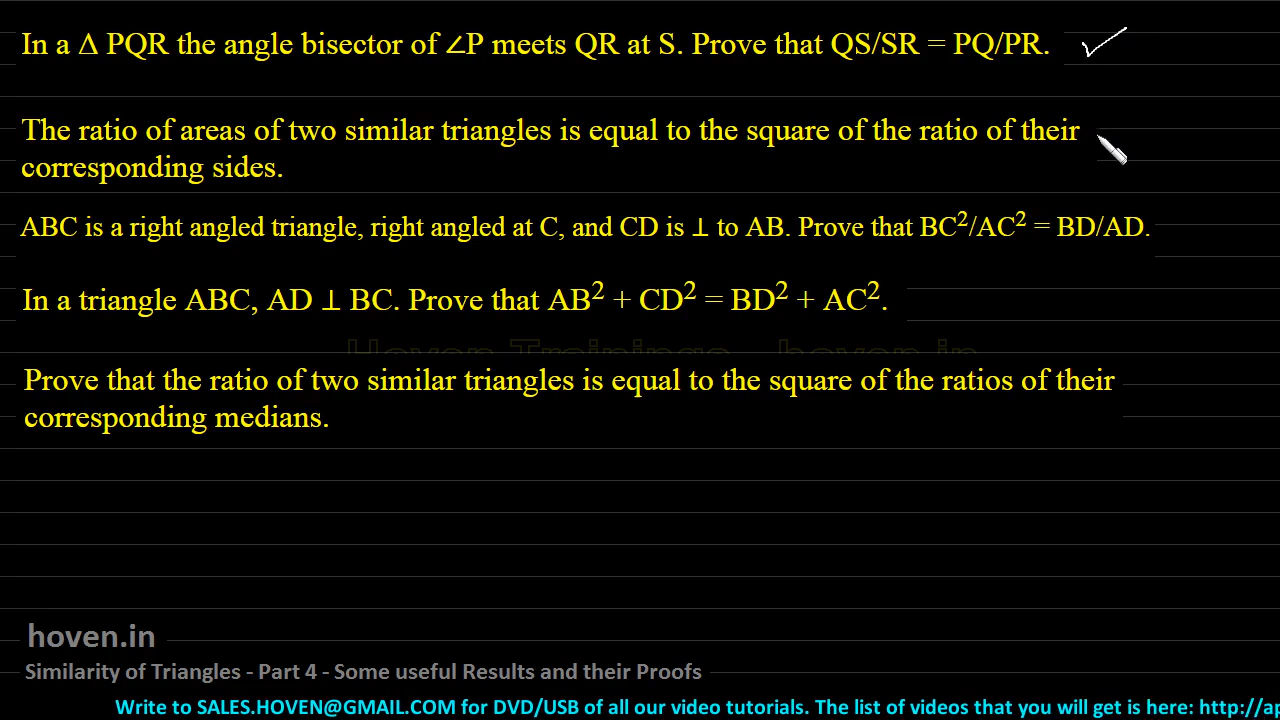 In a Δ PQR the angle bisector of ∠P meets QR at S. Prove that QS/SR = PQ/PR.
The ratio of areas of two similar triangles is equal to the square of the ratio of their
corresponding sides.
ABC is a right angled triangle, right angled at C, and CD is ⊥ to AB. Prove that BC²/AC² = BD/AD.
In a triangle ABC, AD ⊥ BC. Prove that AB² + CD² = BD² + AC².
Hoven Trainings - hoven.in
Prove that the ratio of two similar triangles is equal to the square of the ratios of their
corresponding medians.
hoven.in
Similarity of Triangles - Part 4 - Some useful Results and their Proofs
Write to SALES.HOVEN@GMAIL.COM for DVD/USB of all our video tutorials. The list of videos that you will get is here: http://a